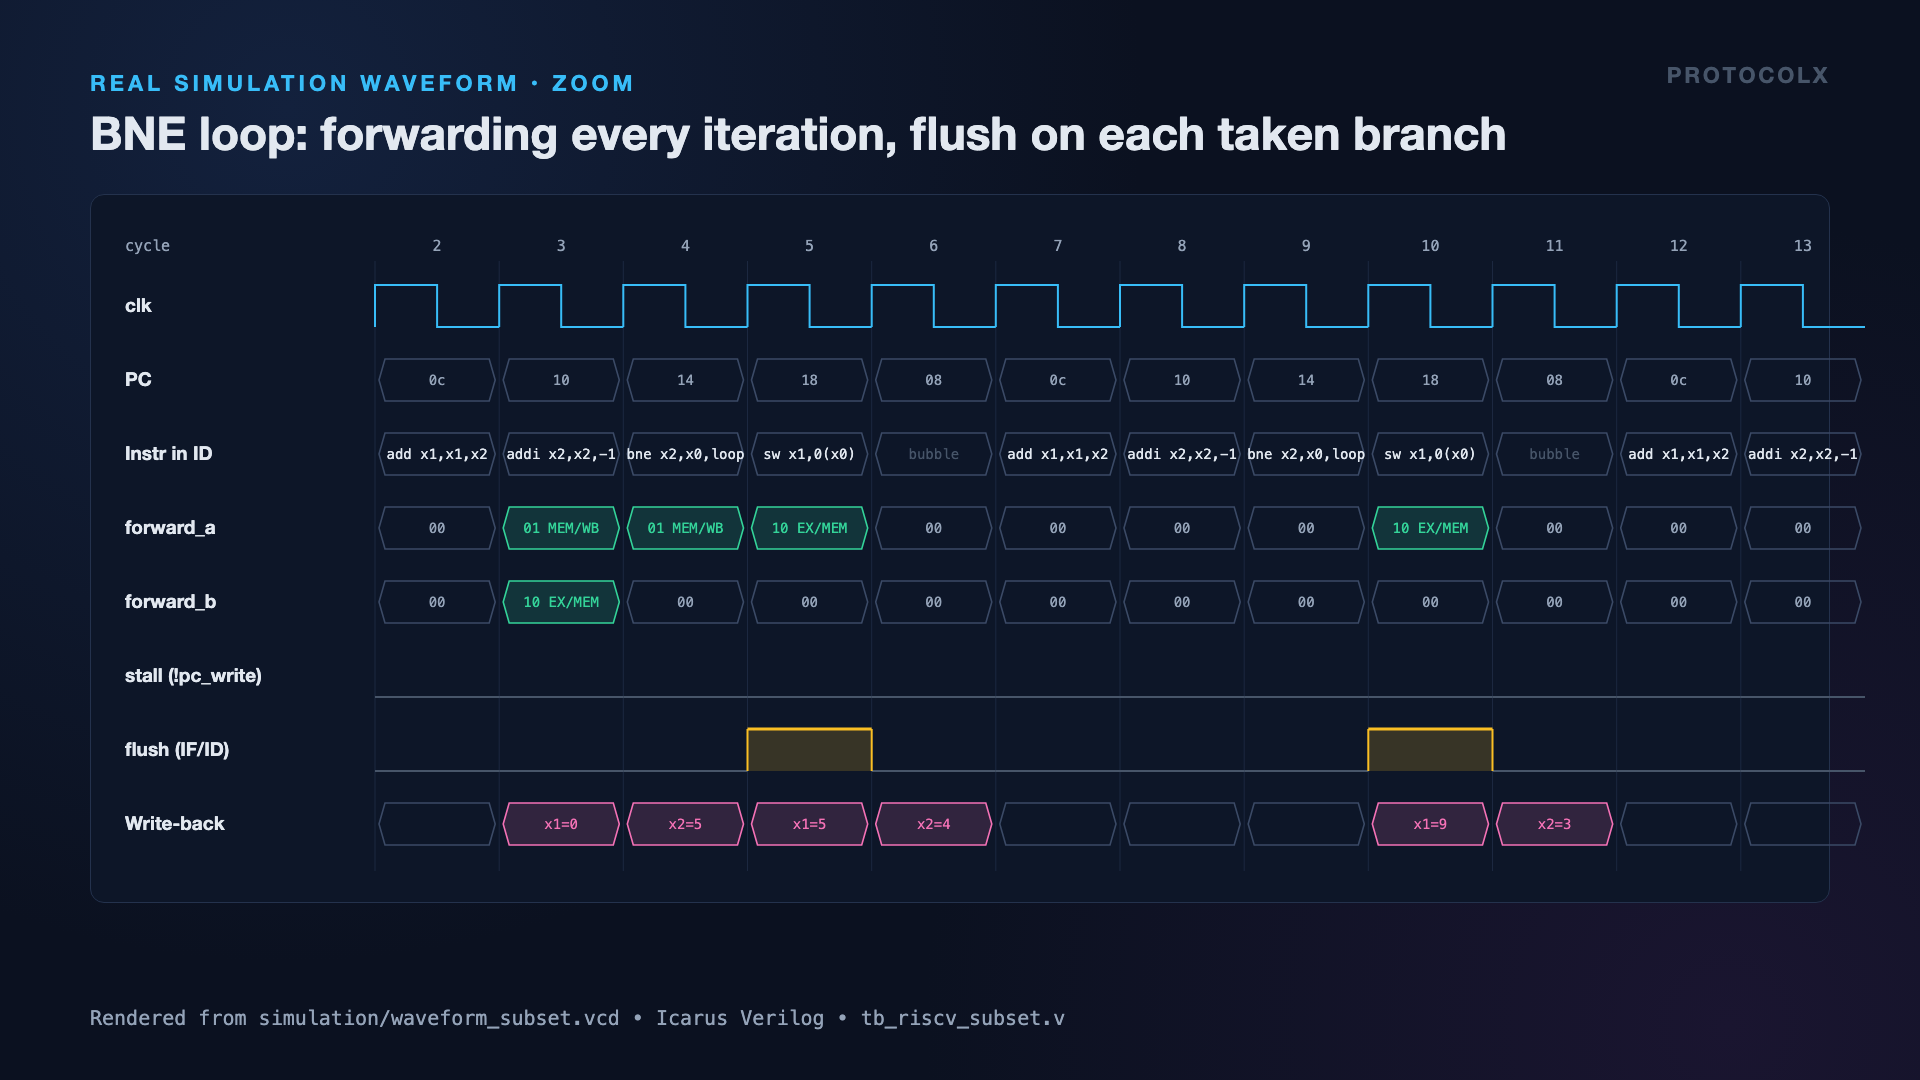 REAL SIMULATION WAVEFORM · ZOOM
PROTOCOLX
BNE loop: forwarding every iteration, flush on each taken branch
cycle 2 3 4 5 6 7 8 9 10 11 12 13
clk
PC 0c 10 14 18 08 0c 10 14 18 08 0c 10
Instr in ID add x1,x1,x2 addi x2,x2,-1 bne x2,x0,loop sw x1,0(x0) bubble add x1,x1,x2 addi x2,x2,-1 bne x2,x0,loop sw x1,0(x0) bubble add x1,x1,x2 addi x2,x2,-1
forward_a 00 01 MEM/WB 01 MEM/WB 10 EX/MEM 00 00 00 00 10 EX/MEM 00 00 00
forward_b 00 10 EX/MEM 00 00 00 00 00 00 00 00 00 00
stall (!pc_write)
flush (IF/ID)
Write-back x1=0 x2=5 x1=5 x2=4 x1=9 x2=3
Rendered from simulation/waveform_subset.vcd • Icarus Verilog • tb_riscv_subset.v